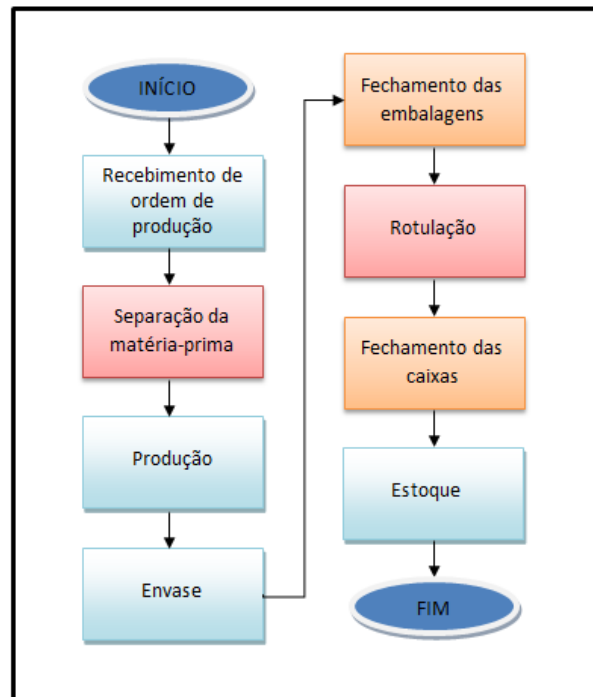 INÍCIO
Recebimento de
ordem de
produção
Separação da
matéria-prima
Produção
Envase
Fechamento das
embalagens
Rotulação
Fechamento das
caixas
Estoque
FIM